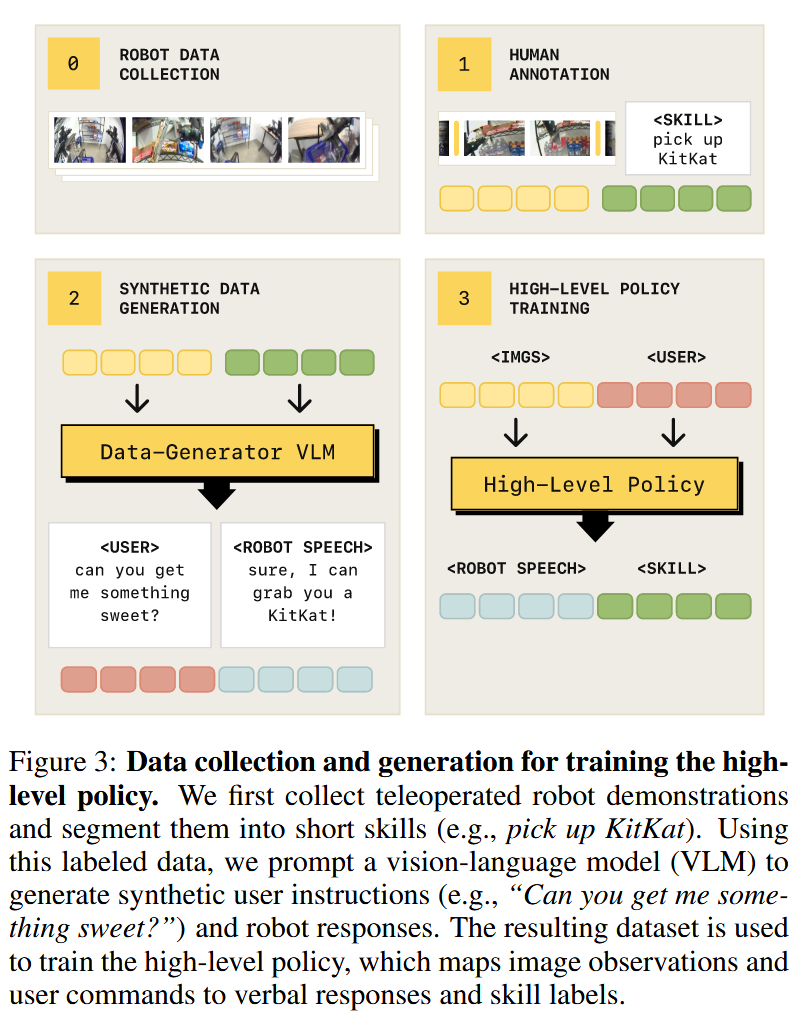 0
ROBOT DATA
COLLECTION
1
HUMAN
ANNOTATION
<SKILL>
pick up
KitKat
2
SYNTHETIC DATA
GENERATION
Data-Generator VLM
<USER>
can you get
me something
sweet?
<ROBOT SPEECH>
sure, I can
grab you a
KitKat!
3
HIGH-LEVEL POLICY
TRAINING
<IMGS>
<USER>
High-Level Policy
<ROBOT SPEECH>
<SKILL>
Figure 3: Data collection and generation for training the high-
level policy. We first collect teleoperated robot demonstrations
and segment them into short skills (e.g., pick up KitKat). Using
this labeled data, we prompt a vision-language model (VLM) to
generate synthetic user instructions (e.g., “Can you get me some-
thing sweet?”) and robot responses. The resulting dataset is used
to train the high-level policy, which maps image observations and
user commands to verbal responses and skill labels.